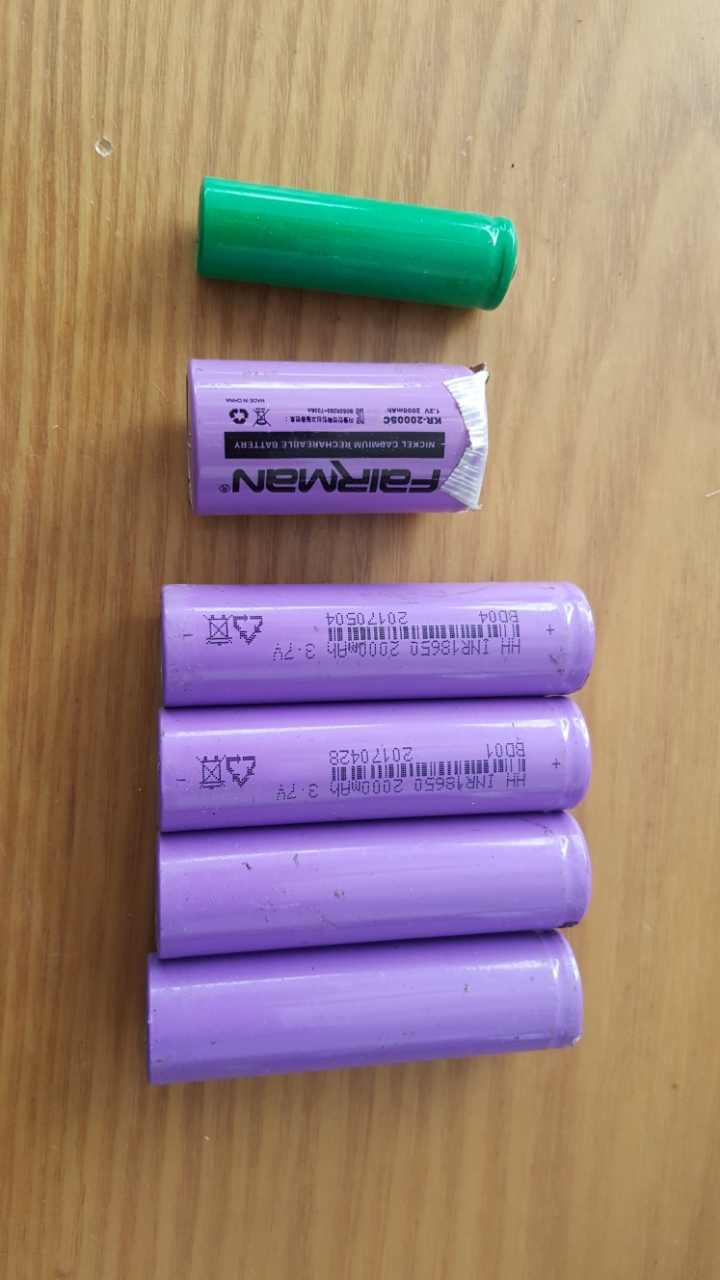 FaiRMaN®
NICKEL CADMIUM RECHAREABLE BATTERY
KR-2000SC
1.2V 2000mAh
MADE IN CHINA
HH INR18650 2000mAh 3.7V
BD04 20170504
+
-
HH INR18650 2000mAh 3.7V
BD01 20170428
+
-